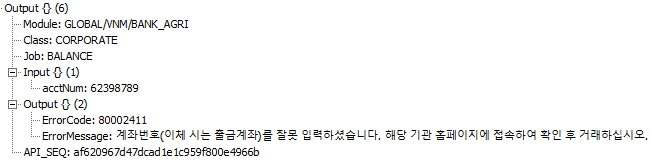 Output {} (6)
Module: GLOBAL/VNM/BANK_AGRI
Class: CORPORATE
Job: BALANCE
Input {} (1)
acctNum: 62398789
Output {} (2)
ErrorCode: 80002411
ErrorMessage: 계좌번호(이체 시는 출금계좌)를 잘못 입력하셨습니다. 해당 기관 홈페이지에 접속하여 확인 후 거래하십시오.
API_SEQ: af620967d47dcad1e1c959f800e4966b